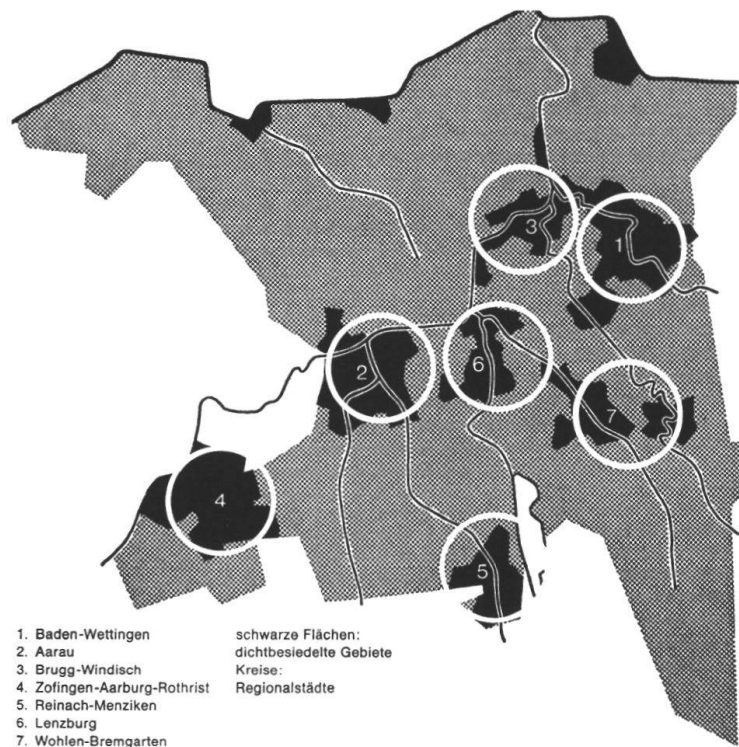 3
1
2
6
7
4
5
1. Baden-Wettingen
2. Aarau
3. Brugg-Windisch
4. Zofingen-Aarburg-Rothrist
5. Reinach-Menziken
6. Lenzburg
7. Wohlen-Bremgarten
schwarze Flächen:
dichtbesiedelte Gebiete
Kreise:
Regionalstädte